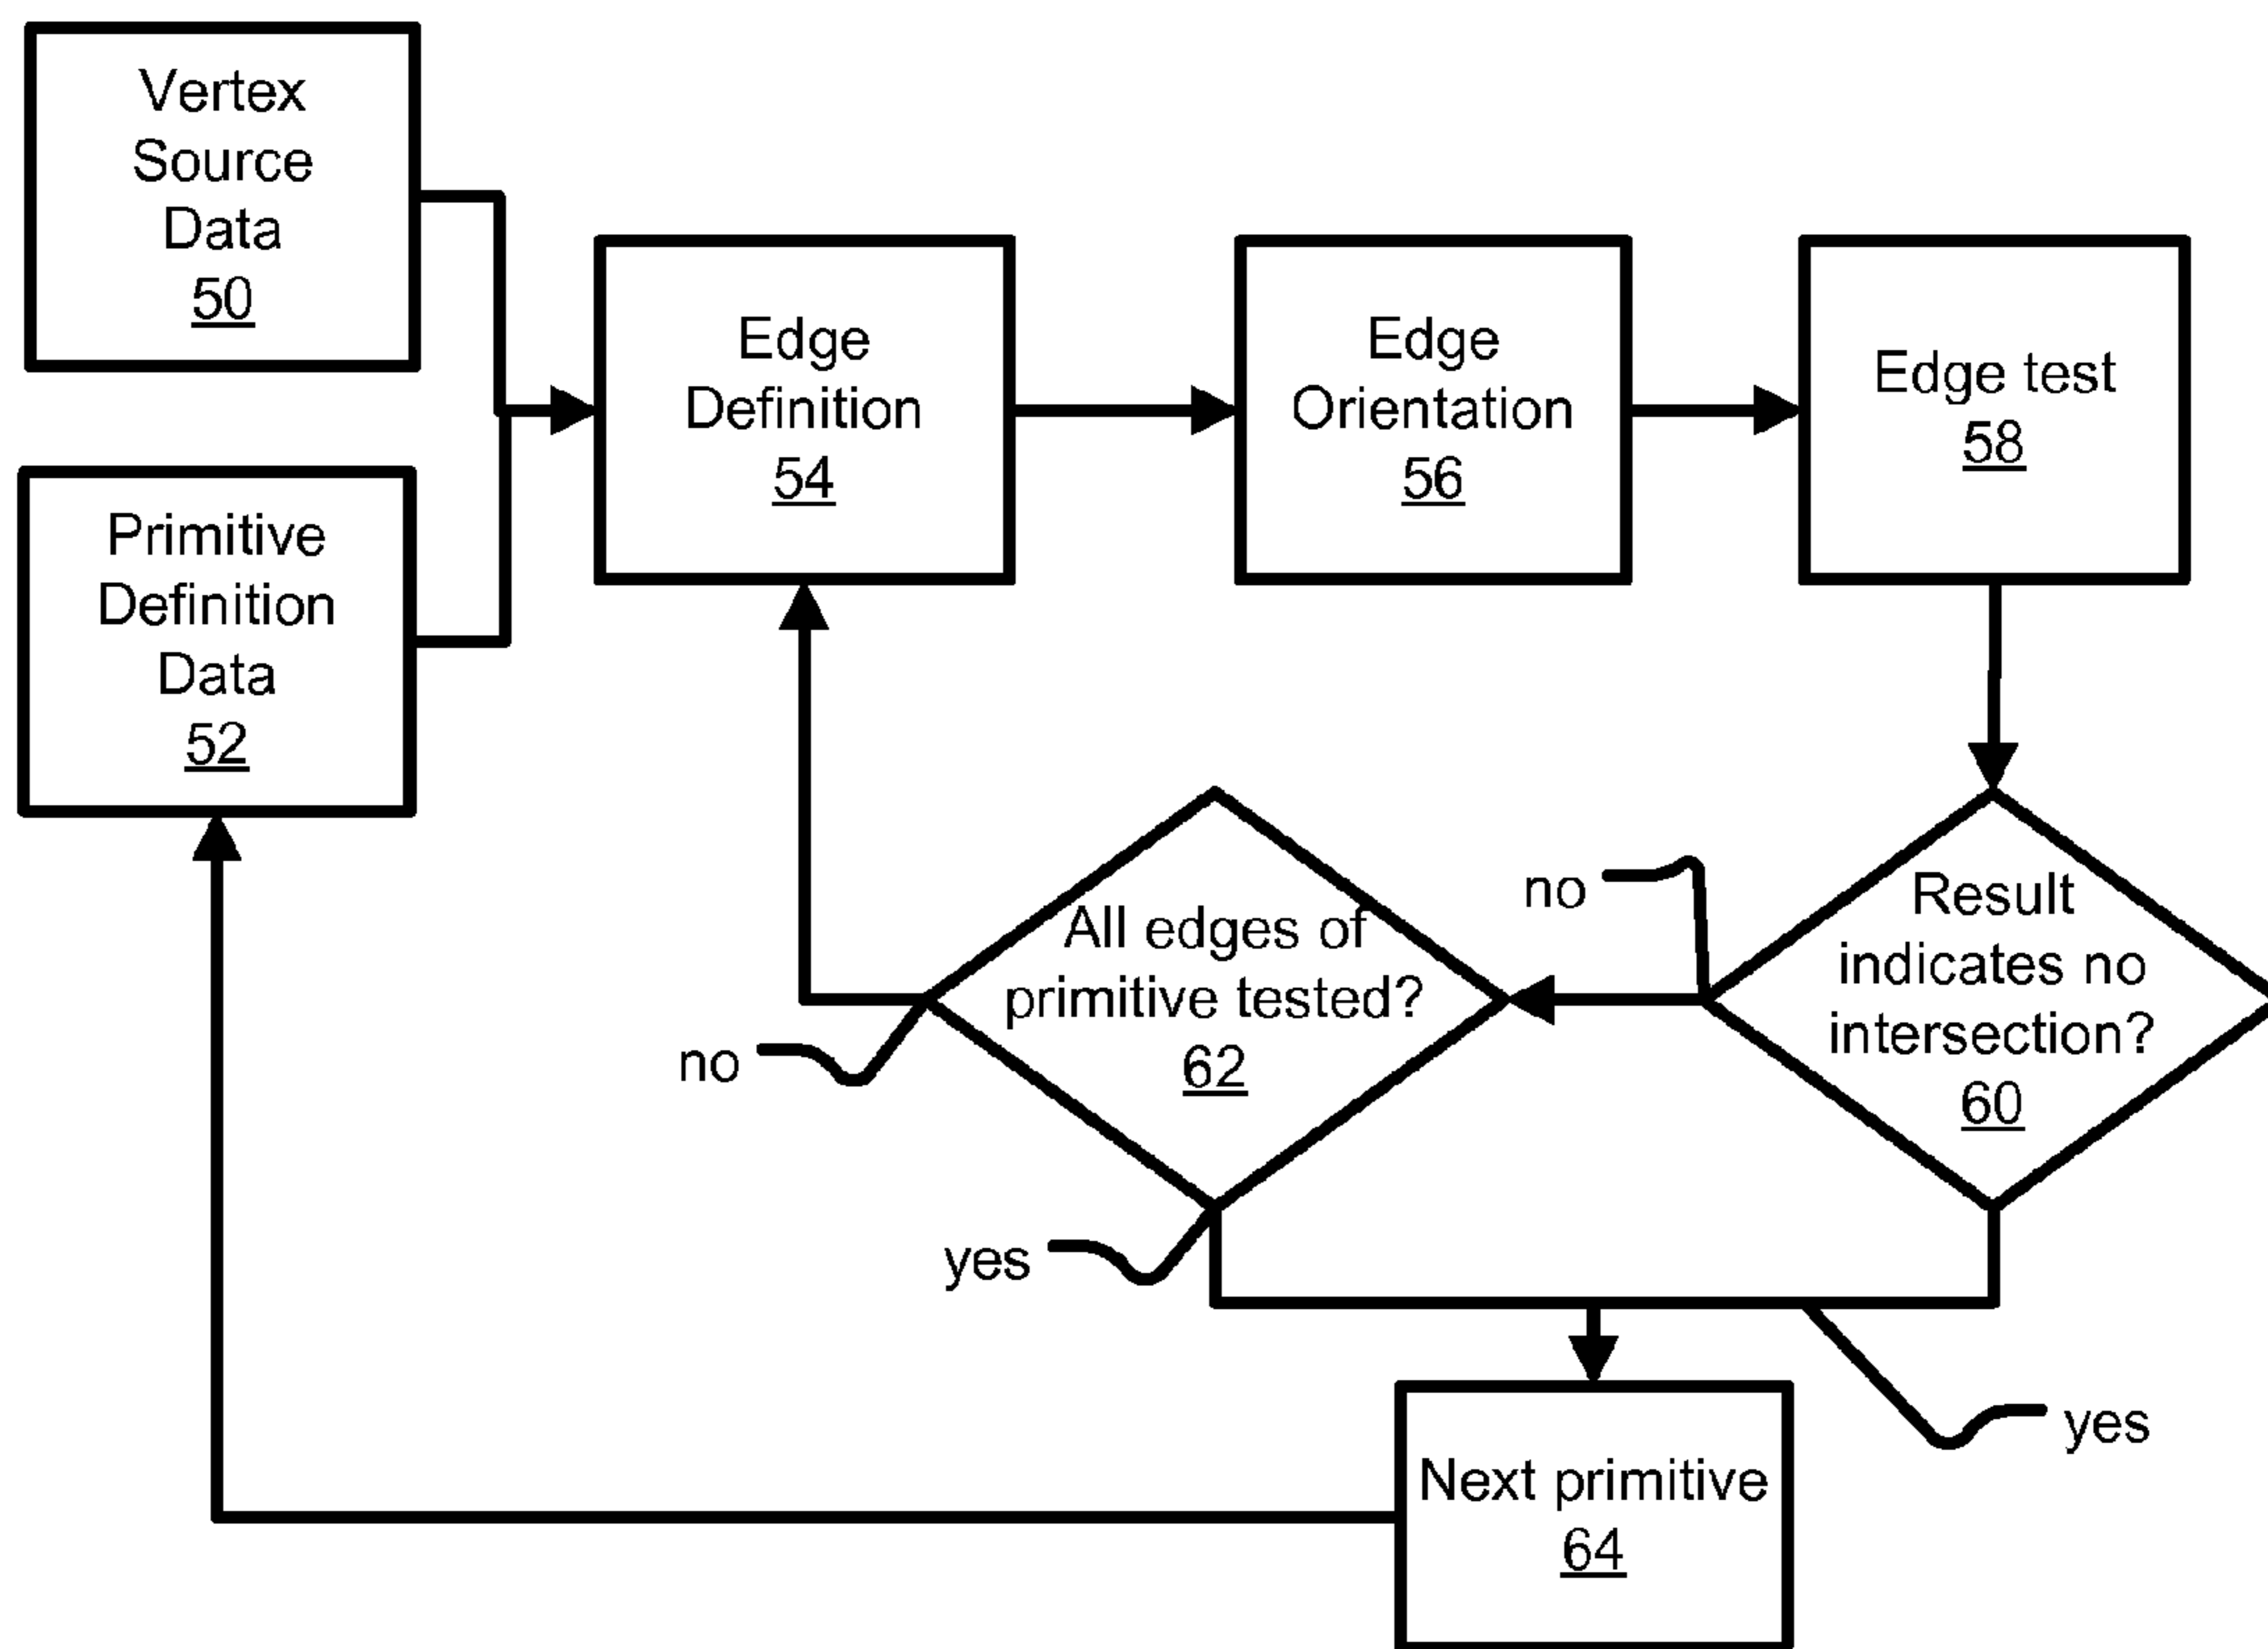 Vertex
Source
Data
50
Primitive
Definition
Data
52
Edge
Definition
54
Edge
Orientation
56
Edge test
58
Result
indicates no
intersection?
60
no
All edges of
primitive tested?
62
no
yes
yes
Next primitive
64